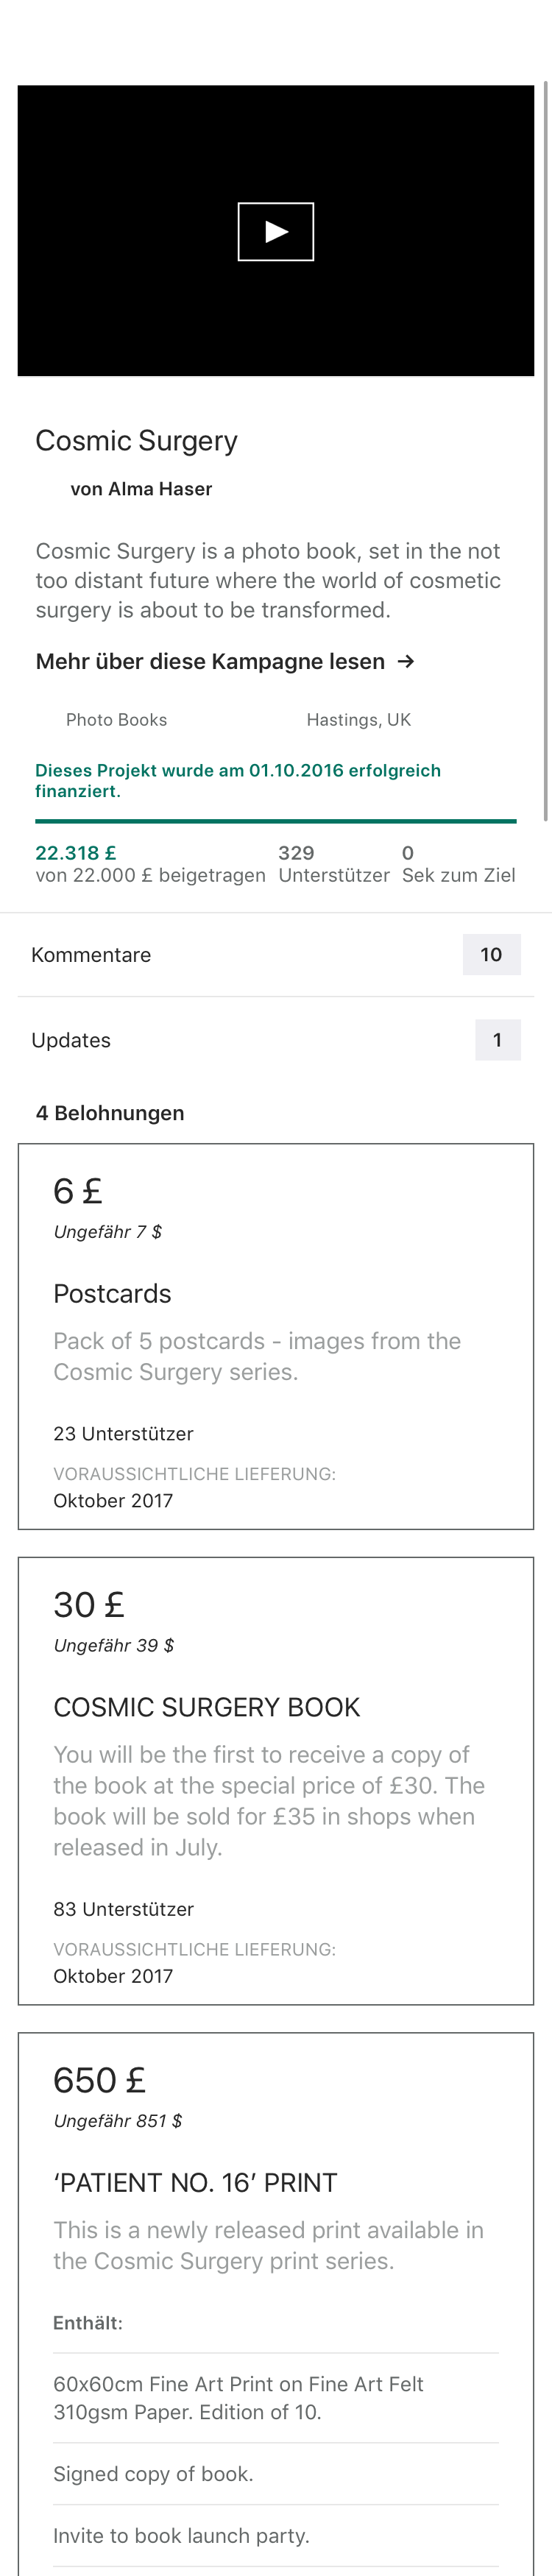 Cosmic Surgery
von Alma Haser
Cosmic Surgery is a photo book, set in the not
too distant future where the world of cosmetic
surgery is about to be transformed.
Mehr über diese Kampagne lesen →
Photo Books
Hastings, UK
Dieses Projekt wurde am 01.10.2016 erfolgreich
finanziert.
22.318 £
von 22.000 £ beigetragen
329
Unterstützer
0
Sek zum Ziel
Kommentare
10
Updates
1
4 Belohnungen
6 £
Ungefähr 7 $
Postcards
Pack of 5 postcards - images from the
Cosmic Surgery series.
23 Unterstützer
VORAUSSICHTLICHE LIEFERUNG:
Oktober 2017
30 £
Ungefähr 39 $
COSMIC SURGERY BOOK
You will be the first to receive a copy of
the book at the special price of £30. The
book will be sold for £35 in shops when
released in July.
83 Unterstützer
VORAUSSICHTLICHE LIEFERUNG:
Oktober 2017
650 £
Ungefähr 851 $
‘PATIENT NO. 16’ PRINT
This is a newly released print available in
the Cosmic Surgery print series.
Enthält:
60x60cm Fine Art Print on Fine Art Felt
310gsm Paper. Edition of 10.
Signed copy of book.
Invite to book launch party.